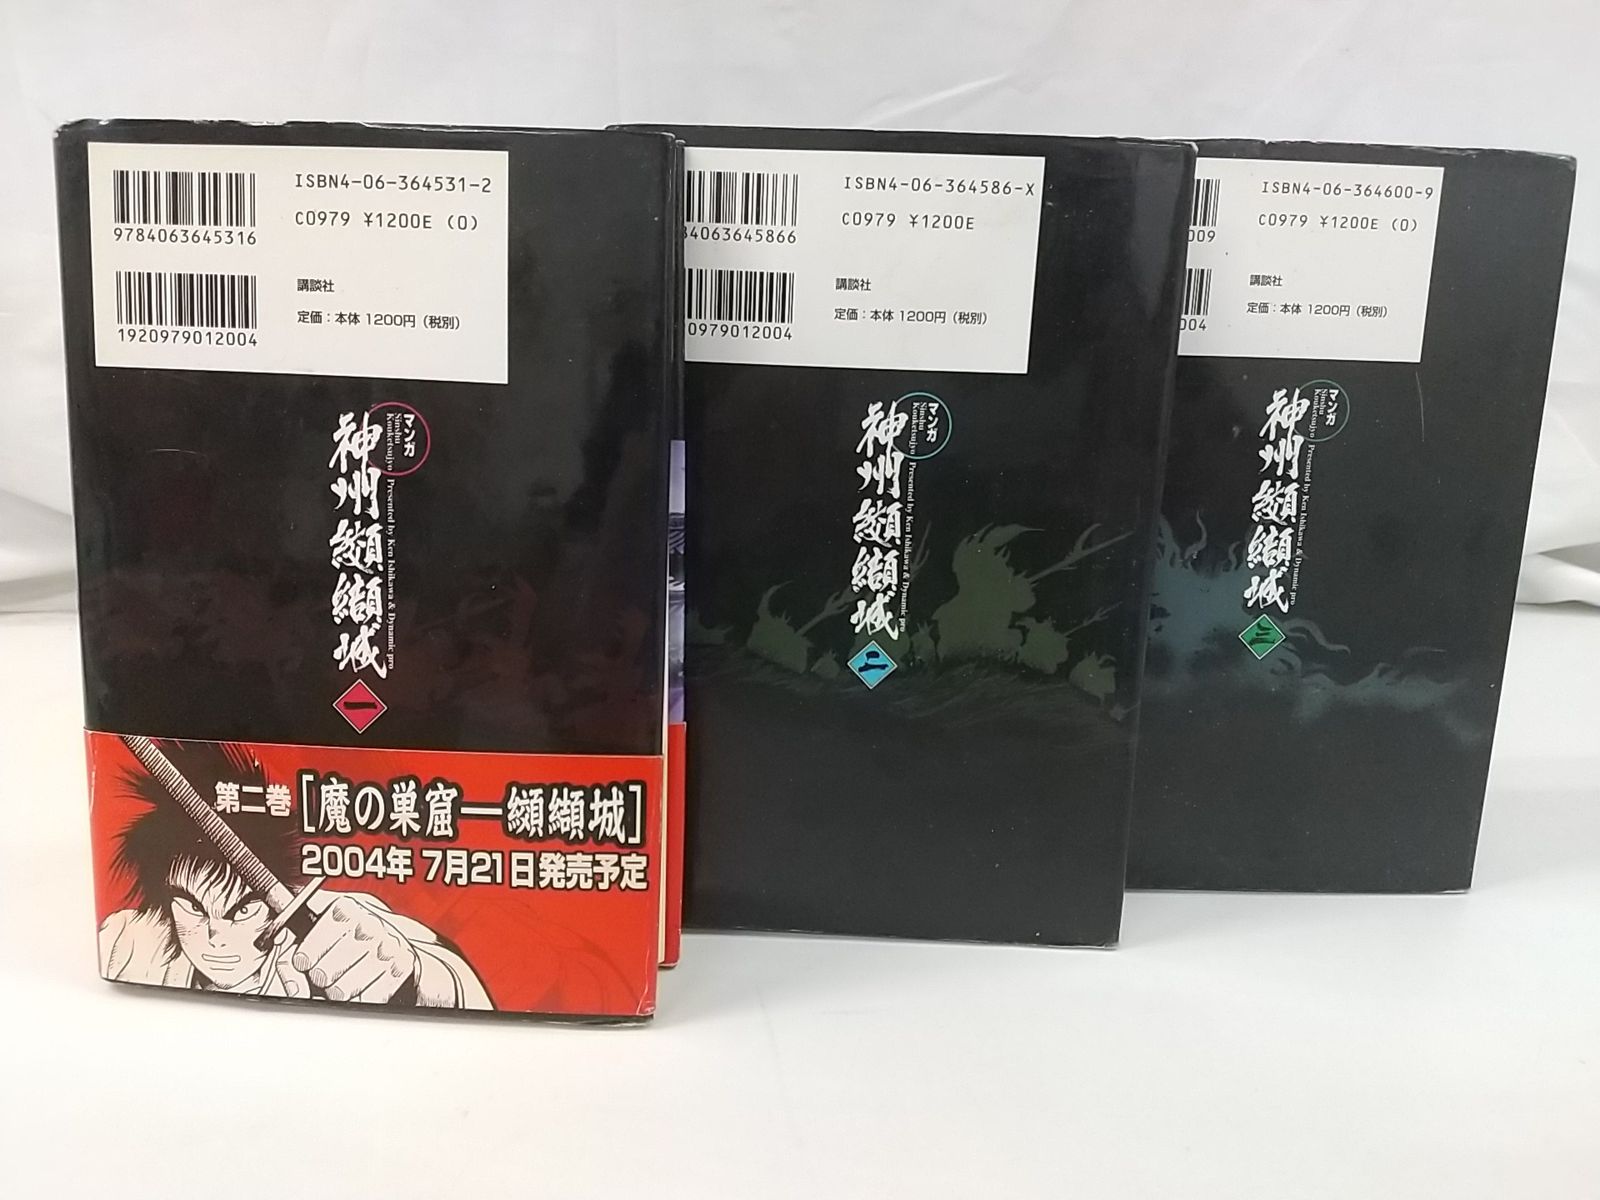 ISBN4-06-364531-2
C0979 ¥1200E (0)
9784063645316
講談社
定価：本体 1200円（税別）
1920979012004
マンガ
Sinshu
Kouketsujyo Presented by Ken Ishikawa & Dynamic pro
神州纐纈城
一
第二巻［魔の巣窟―纐纈城］
2004年 7月21日発売予定
ISBN4-06-364586-X
C0979 ¥1200E
84063645866
講談社
定価：本体 1200円（税別）
0979012004
マンガ
Sinshu
Kouketsujyo Presented by Ken Ishikawa & Dynamic pro
神州纐纈城
二
ISBN4-06-364600-9
C0979 ¥1200E (0)
009
講談社
定価：本体 1200円（税別）
004
マンガ
Sinshu
Kouketsujyo Presented by Ken Ishikawa & Dynamic pro
神州纐纈城
三